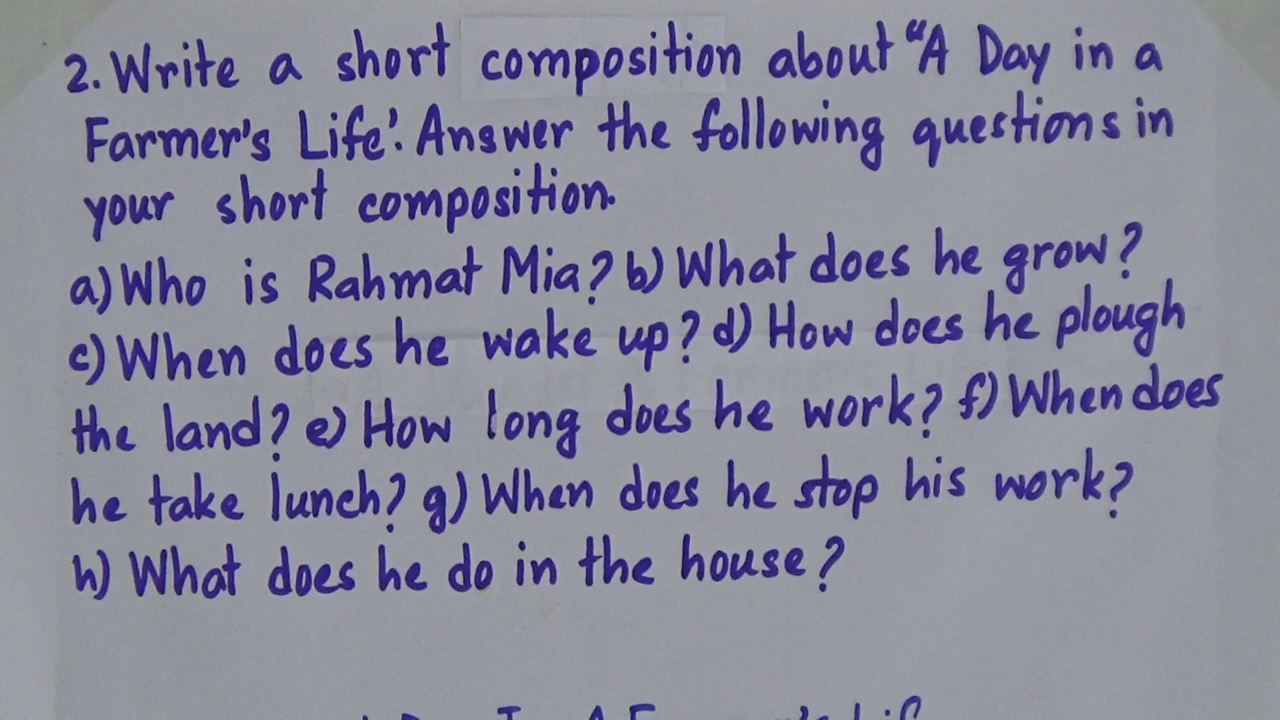 2. Write a short composition about "A Day in a
Farmer's Life'. Answer the following questions in
your short composition.
a) Who is Rahmat Mia? b) What does he grow?
c) When does he wake up? d) How does he plough
the land? e) How long does he work? f) When does
he take lunch? g) When does he stop his work?
h) What does he do in the house?